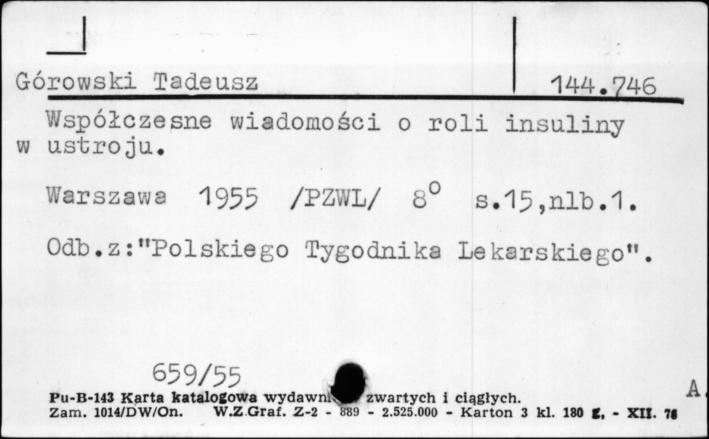 Górowski Tadeusz 144.746
Współczesne wiadomości o roli insuliny
w ustroju.
Warszawa 1955 /PZWL/ 8° s.15,nlb.1.
Odb.z:"Polskiego Tygodnika Lekarskiego".
659/55
A.
Pu-B-143 Karta katalogowa wydawni zwartych i ciągłych.
Zam. 1014/DW/On. W.Z.Graf. Z-2 - 889 - 2.525.000 - Karton 3 kl. 180 g, - XII. 76